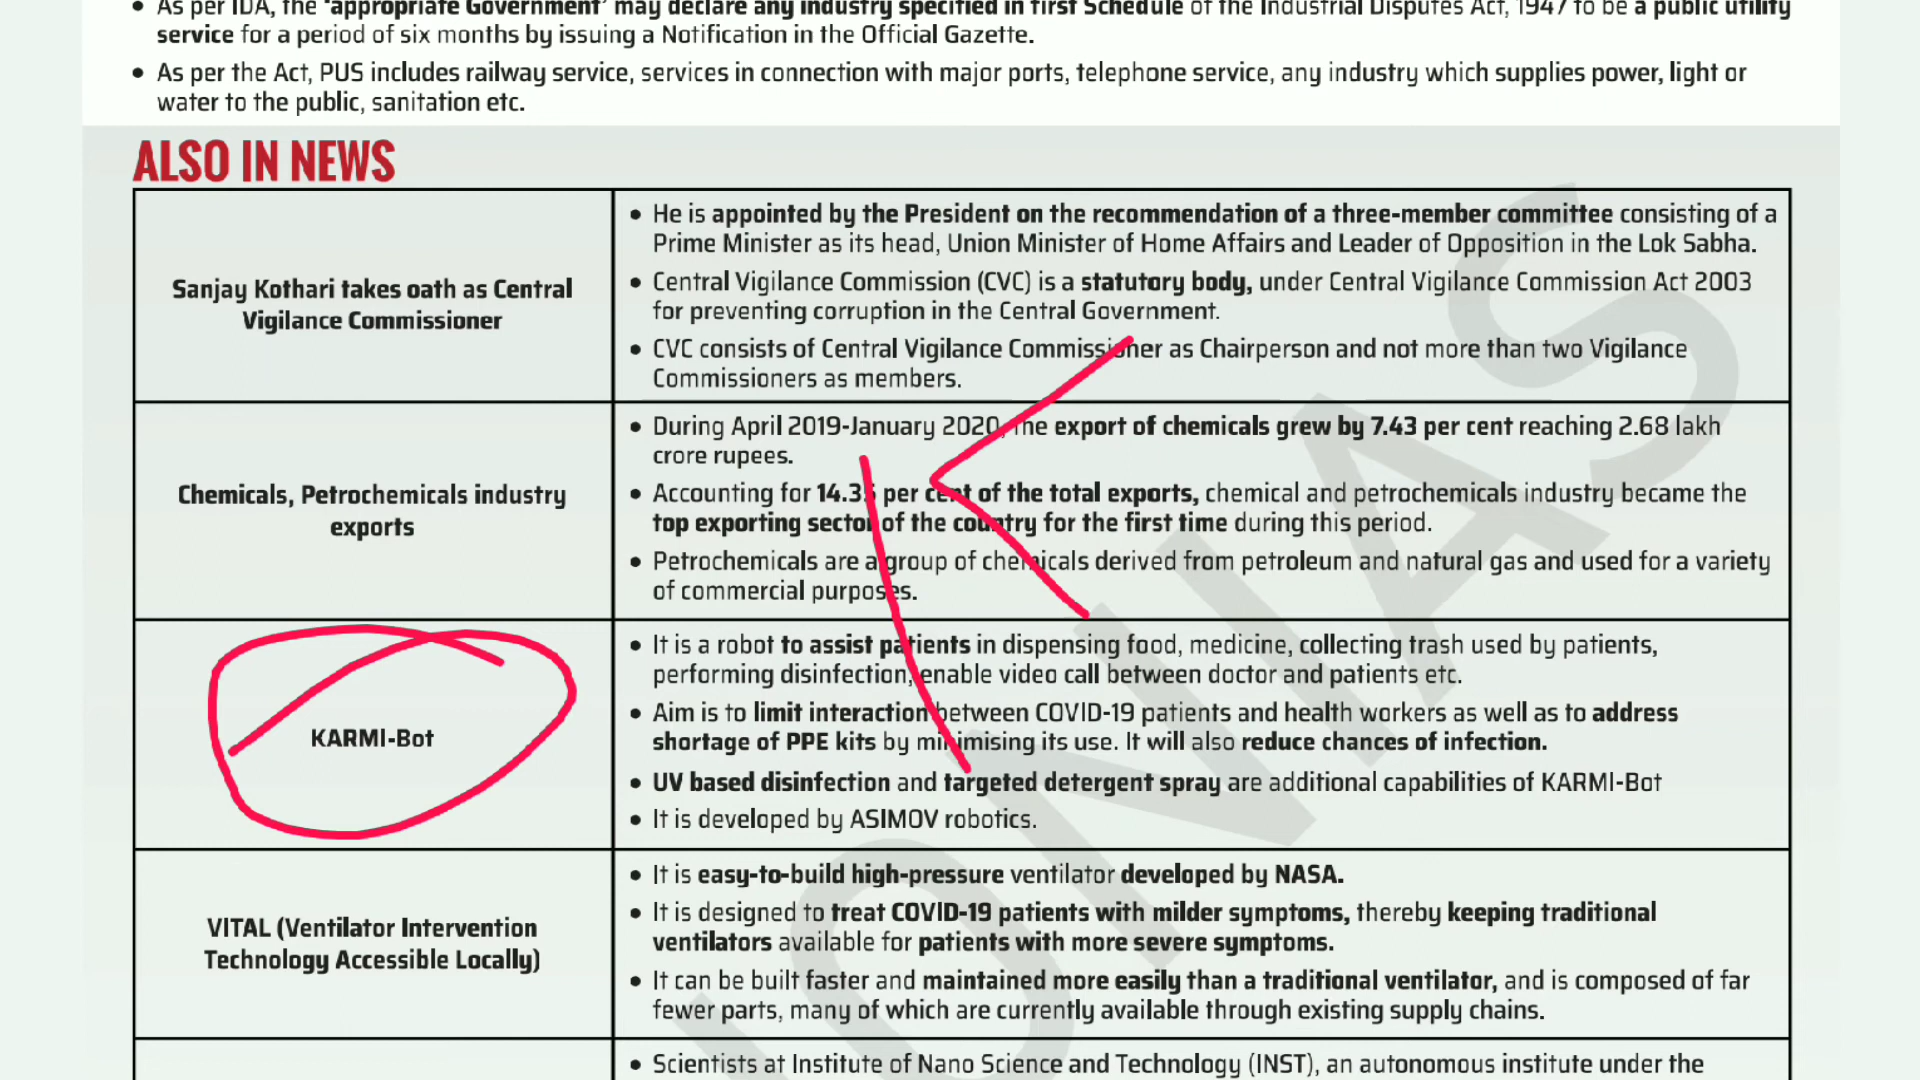 • As per IDA, the 'appropriate Government' may declare any industry specified in first Schedule of the Industrial Disputes Act, 1947 to be a public utility
service for a period of six months by issuing a Notification in the Official Gazette.
• As per the Act, PUS includes railway service, services in connection with major ports, telephone service, any industry which supplies power, light or
water to the public, sanitation etc.
ALSO IN NEWS
Sanjay Kothari takes oath as Central
Vigilance Commissioner
• He is appointed by the President on the recommendation of a three-member committee consisting of a
Prime Minister as its head, Union Minister of Home Affairs and Leader of Opposition in the Lok Sabha.
• Central Vigilance Commission (CVC) is a statutory body, under Central Vigilance Commission Act 2003
for preventing corruption in the Central Government.
• CVC consists of Central Vigilance Commissioner as Chairperson and not more than two Vigilance
Commissioners as members.
Chemicals, Petrochemicals industry
exports
• During April 2019-January 2020, the export of chemicals grew by 7.43 per cent reaching 2.68 lakh
crore rupees.
• Accounting for 14.35 per cent of the total exports, chemical and petrochemicals industry became the
top exporting sector of the country for the first time during this period.
• Petrochemicals are a group of chemicals derived from petroleum and natural gas and used for a variety
of commercial purposes.
KARMI-Bot
• It is a robot to assist patients in dispensing food, medicine, collecting trash used by patients,
performing disinfection, enable video call between doctor and patients etc.
• Aim is to limit interaction between COVID-19 patients and health workers as well as to address
shortage of PPE kits by minimising its use. It will also reduce chances of infection.
• UV based disinfection and targeted detergent spray are additional capabilities of KARMI-Bot
• It is developed by ASIMOV robotics.
VITAL (Ventilator Intervention
Technology Accessible Locally)
• It is easy-to-build high-pressure ventilator developed by NASA.
• It is designed to treat COVID-19 patients with milder symptoms, thereby keeping traditional
ventilators available for patients with more severe symptoms.
• It can be built faster and maintained more easily than a traditional ventilator, and is composed of far
fewer parts, many of which are currently available through existing supply chains.
• Scientists at Institute of Nano Science and Technology (INST), an autonomous institute under the
ONIAS